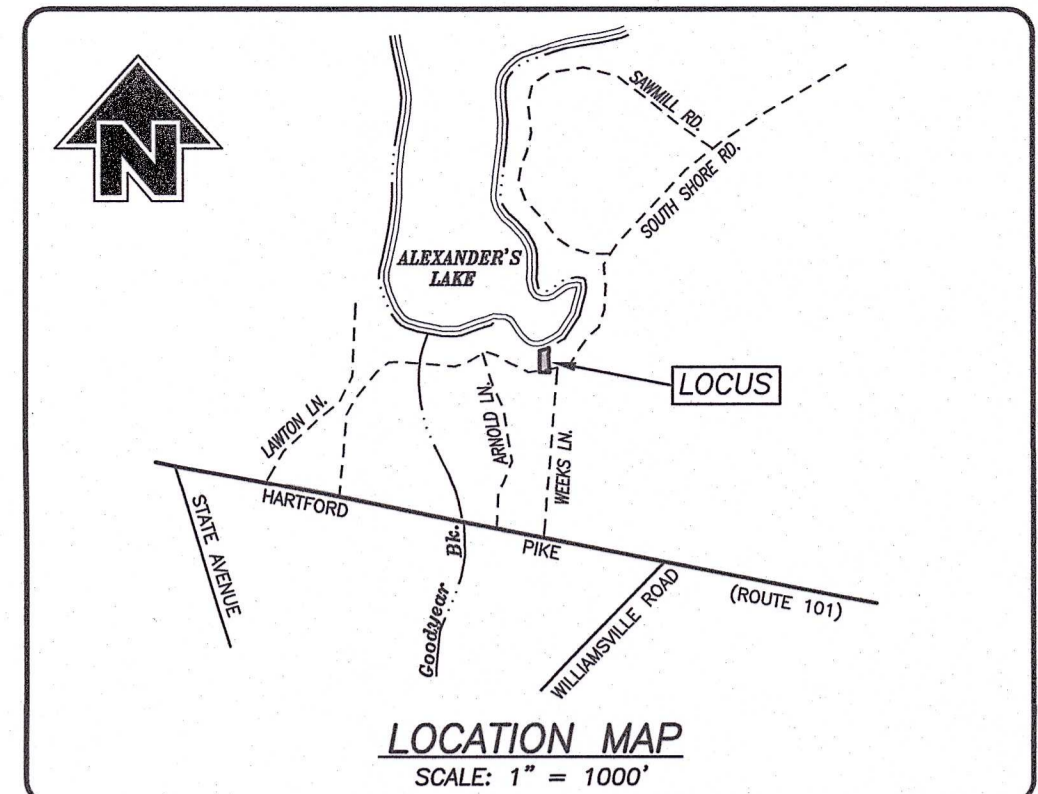 N
SAWMILL RD.
SOUTH SHORE RD.
ALEXANDER'S
LAKE
LOCUS
LAWTON LN.
ARNOLD LN.
WEEKS LN.
HARTFORD
PIKE
(ROUTE 101)
STATE AVENUE
Goodyear Bk.
WILLIAMSVILLE ROAD
LOCATION MAP
SCALE: 1" = 1000'